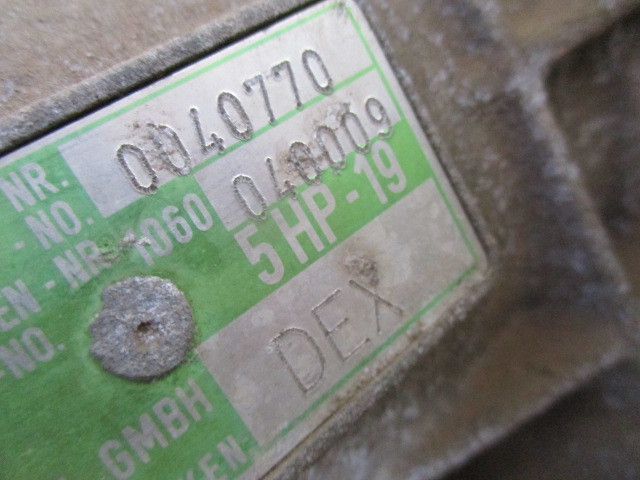 NR. 0040770
-NO.
EN-NR. 1060 040009
-NO. 5HP-19
DEX
GMBH
KEN